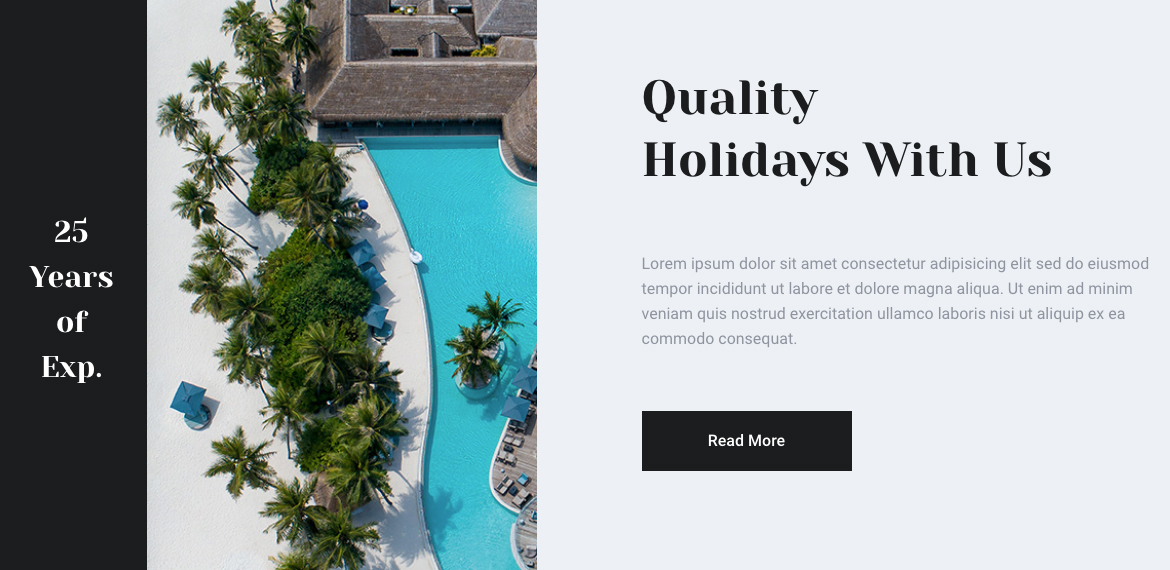 25
Years
of
Exp.
Quality
Holidays With Us
Lorem ipsum dolor sit amet consectetur adipisicing elit sed do eiusmod
tempor incididunt ut labore et dolore magna aliqua. Ut enim ad minim
veniam quis nostrud exercitation ullamco laboris nisi ut aliquip ex ea
commodo consequat.
Read More